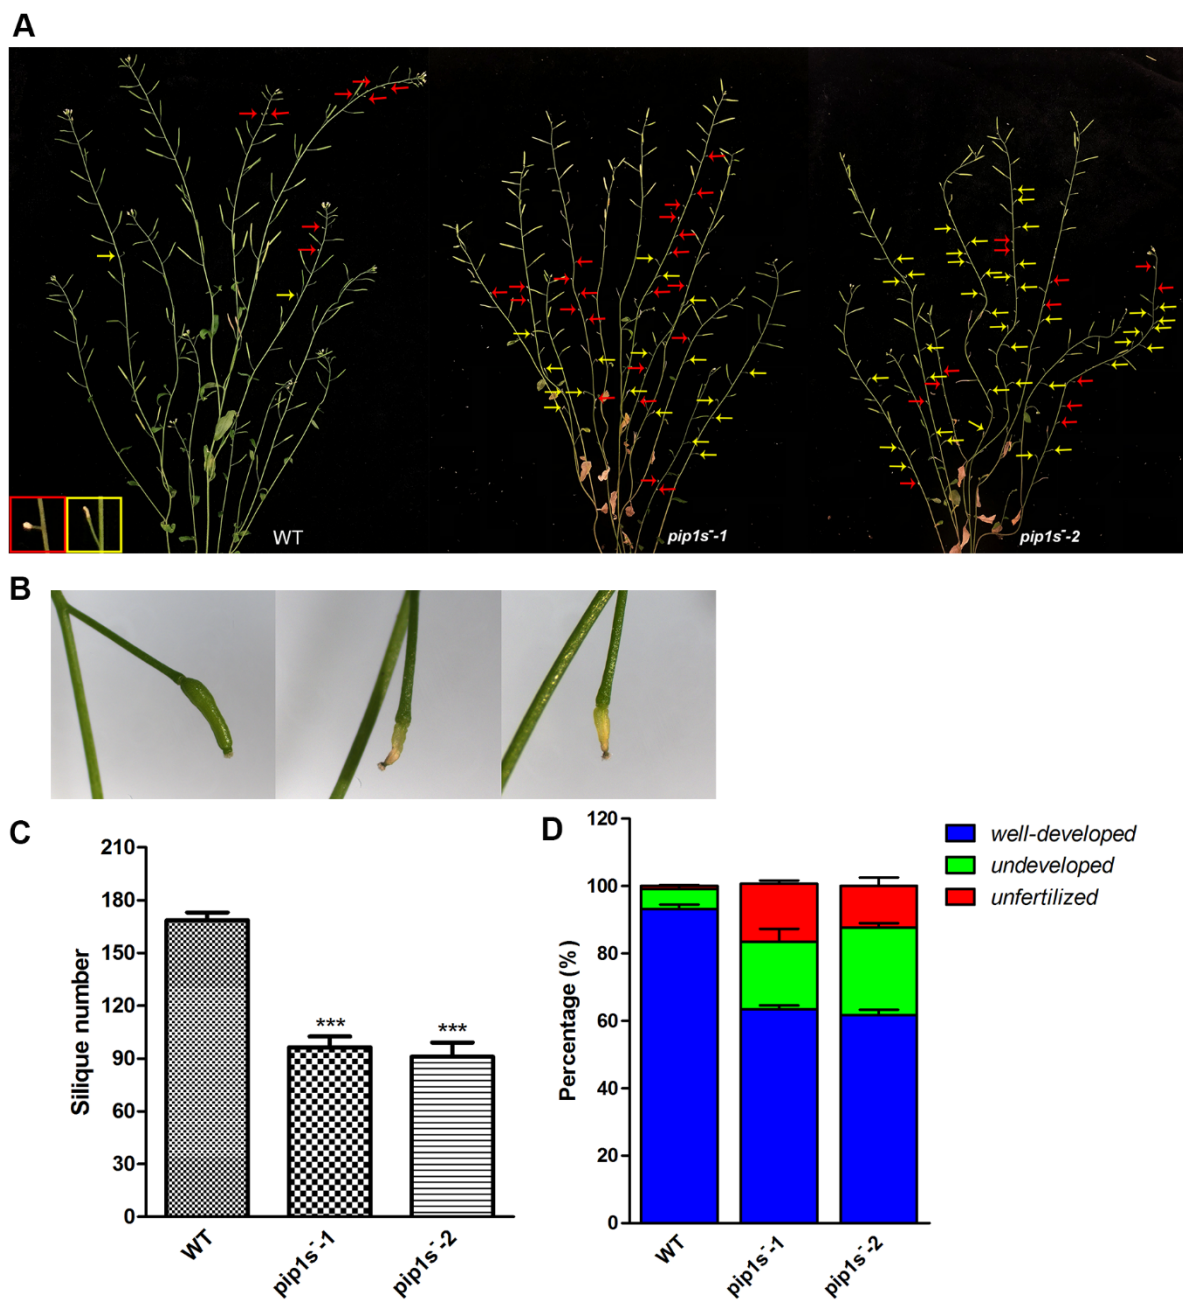 A
WT
pip1s⁻-1
pip1s⁻-2
B
C
210
180
150
120
90
60
30
0
Silique number
***
***
WT
pip1s⁻-1
pip1s⁻-2
D
120
100
80
60
40
20
0
Percentage (%)
WT
pip1s⁻-1
pip1s⁻-2
well-developed
undeveloped
unfertilized